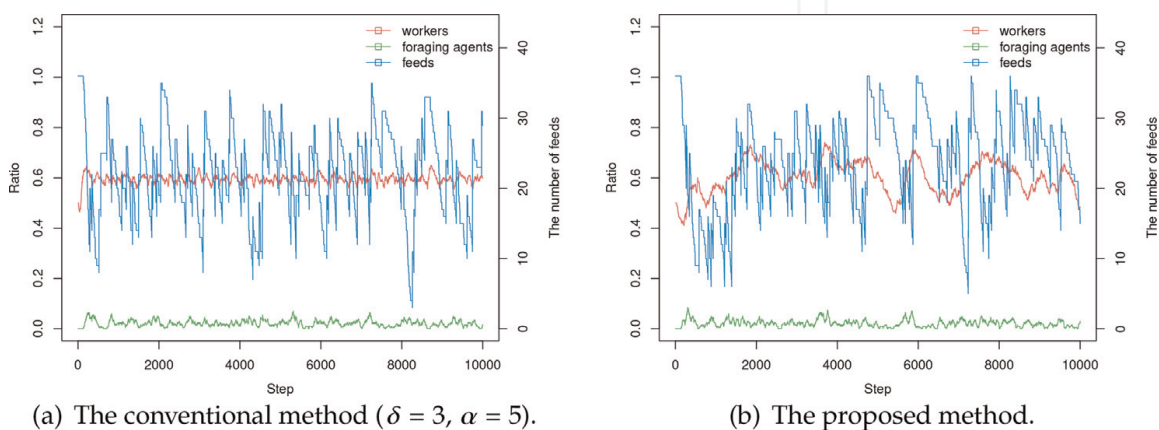 1.2
1.0
0.8
0.6
0.4
0.2
0.0
Ratio
workers
foraging agents
feeds
40
30
20
10
0
The number of feeds
0 2000 4000 6000 8000 10000
Step
(a) The conventional method (δ = 3, α = 5).
1.2
1.0
0.8
0.6
0.4
0.2
0.0
Ratio
workers
foraging agents
feeds
40
30
20
10
0
The number of feeds
0 2000 4000 6000 8000 10000
Step
(b) The proposed method.